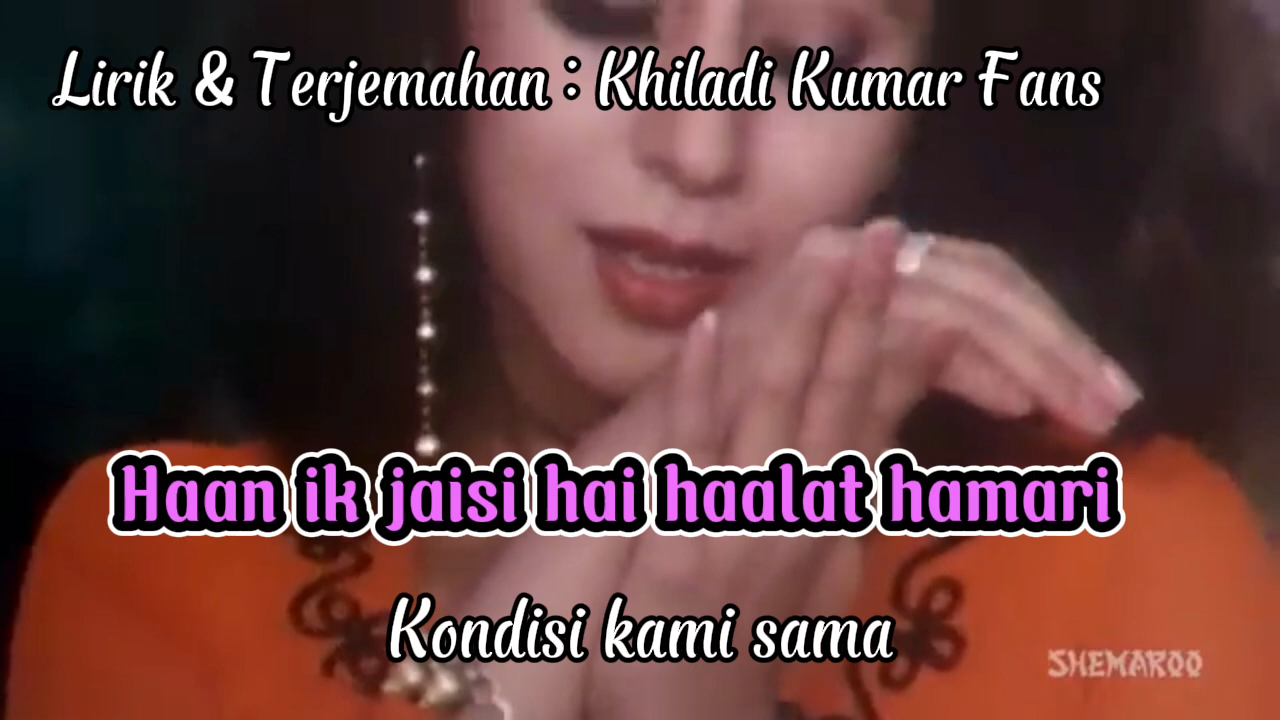 Lirik & Terjemahan : Khiladi Kumar Fans
Haan ik jaisi hai haalat hamari
Kondisi kami sama
SHEMAROO